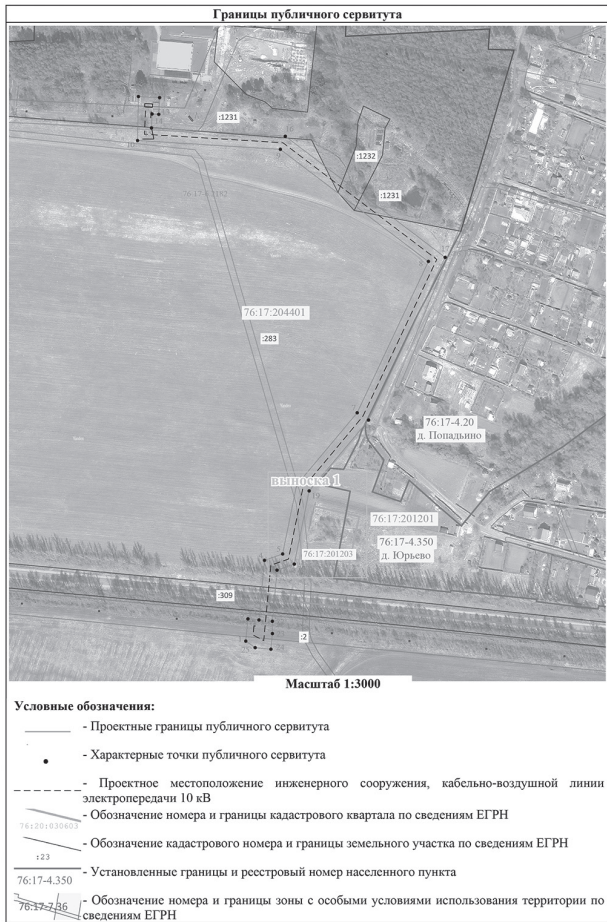 Границы публичного сервитута
:1231
:1232
:1231
76:17:204401
:283
76:17-4.20
д. Попадьино
выноска 1
76:17:201201
76:17-4.350
д. Юрьево
76:17:201203
:309
:2
Масштаб 1:3000
Условные обозначения:
- Проектные границы публичного сервитута
- Характерные точки публичного сервитута
- Проектное местоположение инженерного сооружения, кабельно-воздушной линии
электропередачи 10 кВ
- Обозначение номера и границы кадастрового квартала по сведениям ЕГРН
76:20:030603
- Обозначение кадастрового номера и границы земельного участка по сведениям ЕГРН
:23
- Установленные границы и реестровый номер населенного пункта
76:17-4.350
- Обозначение номера и границы зоны с особыми условиями использования территории по
76:17-7.36
сведениям ЕГРН